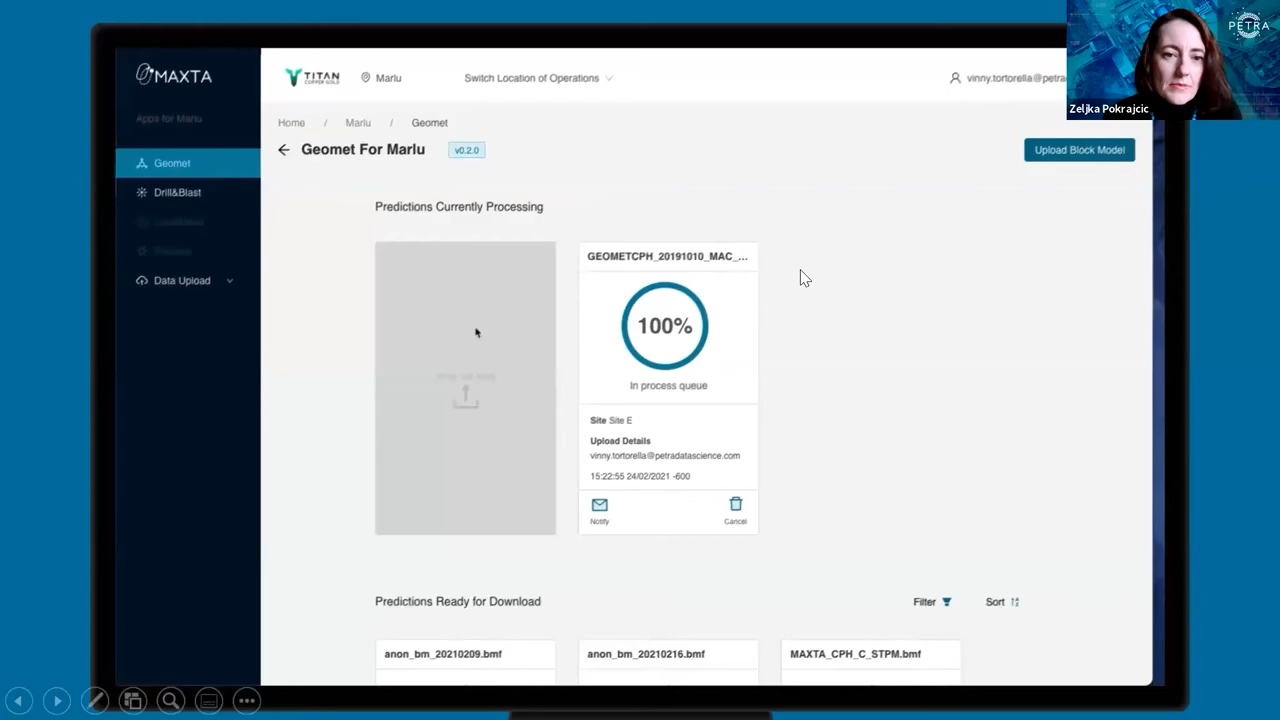 MAXTA
TITAN
COPPER GOLD
Marlu
Switch Location of Operations
vinny.tortorella@petra
PETRA
Zeljka Pokrajcic
Apps for Marlu
Home / Marlu / Geomet
Geomet For Marlu
v0.2.0
Upload Block Model
Geomet
Drill&Blast
Data Upload
Predictions Currently Processing
GEOMETCPH_20191010_MAC_...
100%
In process queue
Site Site E
Upload Details
vinny.tortorella@petradatascience.com
15:22:55 24/02/2021 -600
Notify
Cancel
Predictions Ready for Download
Filter
Sort
anon_bm_20210209.bmf
anon_bm_20210216.bmf
MAXTA_CPH_C_STPM.bmf